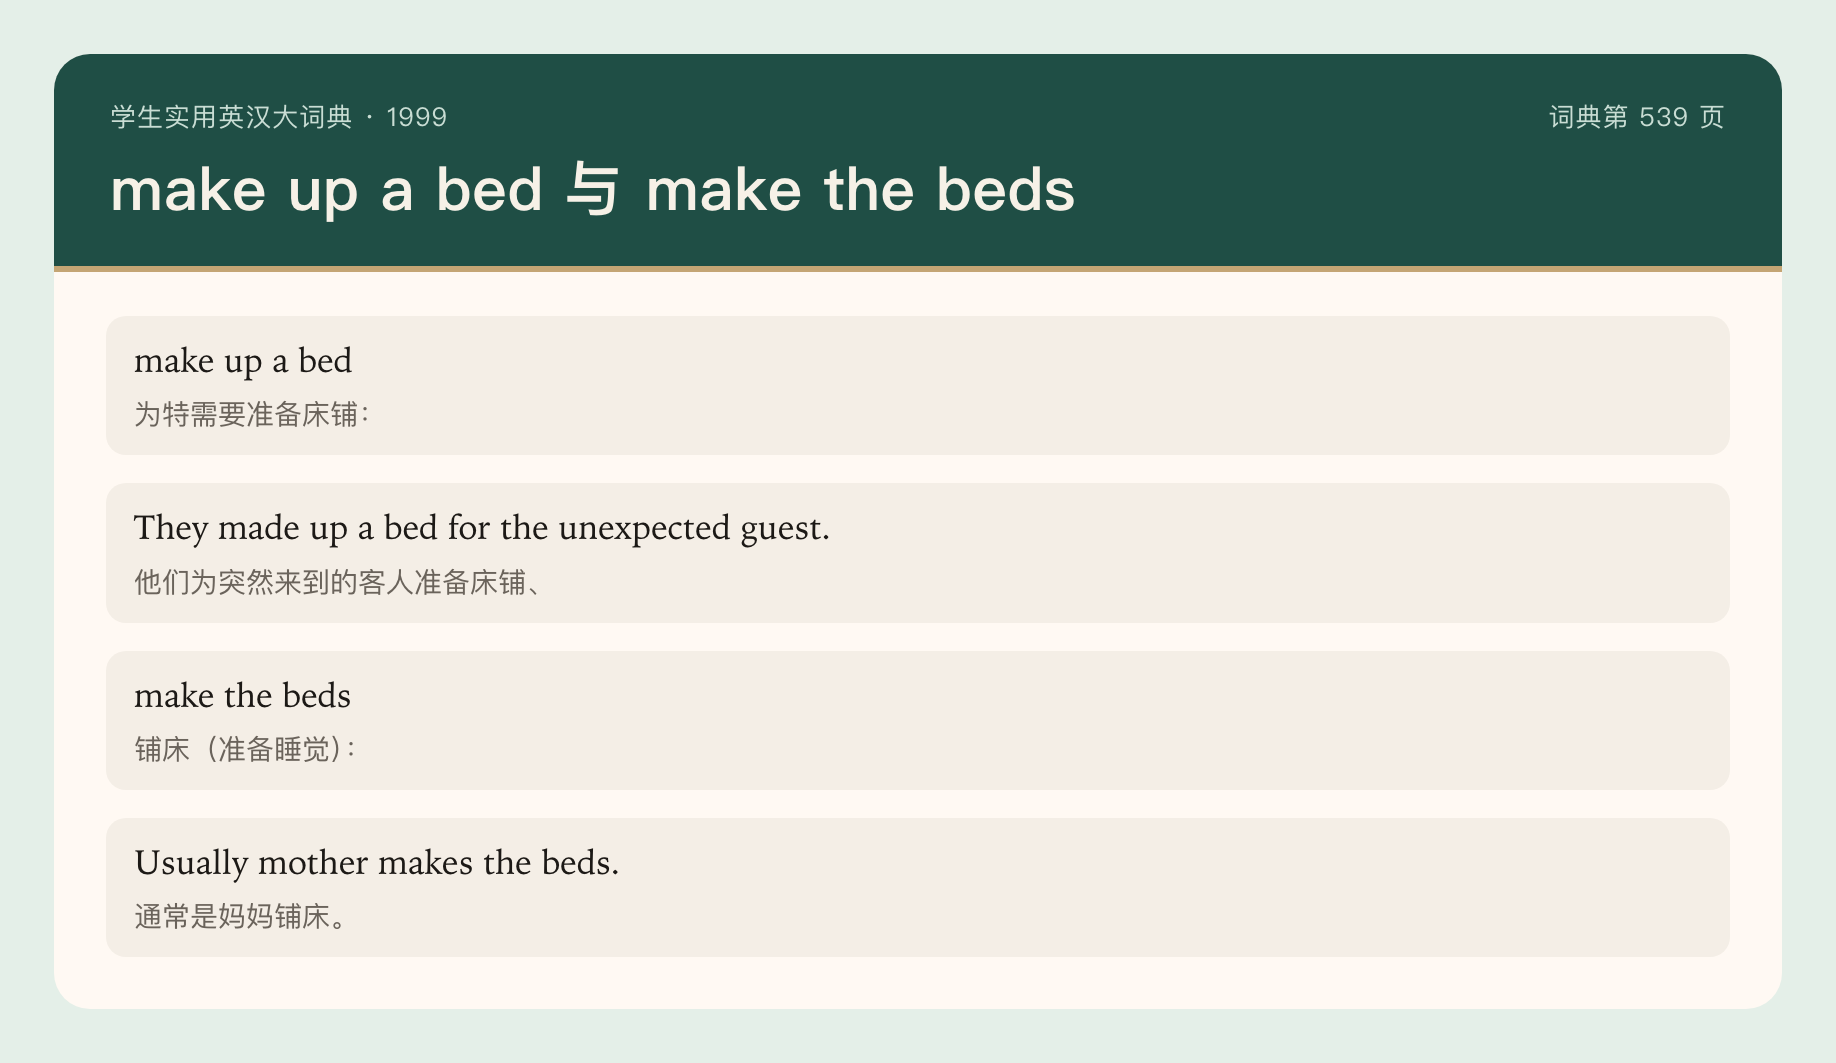 学生实用英汉大词典 · 1999
词典第 539 页
make up a bed 与 make the beds
make up a bed
为特需要准备床铺：
They made up a bed for the unexpected guest.
他们为突然来到的客人准备床铺、
make the beds
铺床（准备睡觉）：
Usually mother makes the beds.
通常是妈妈铺床。